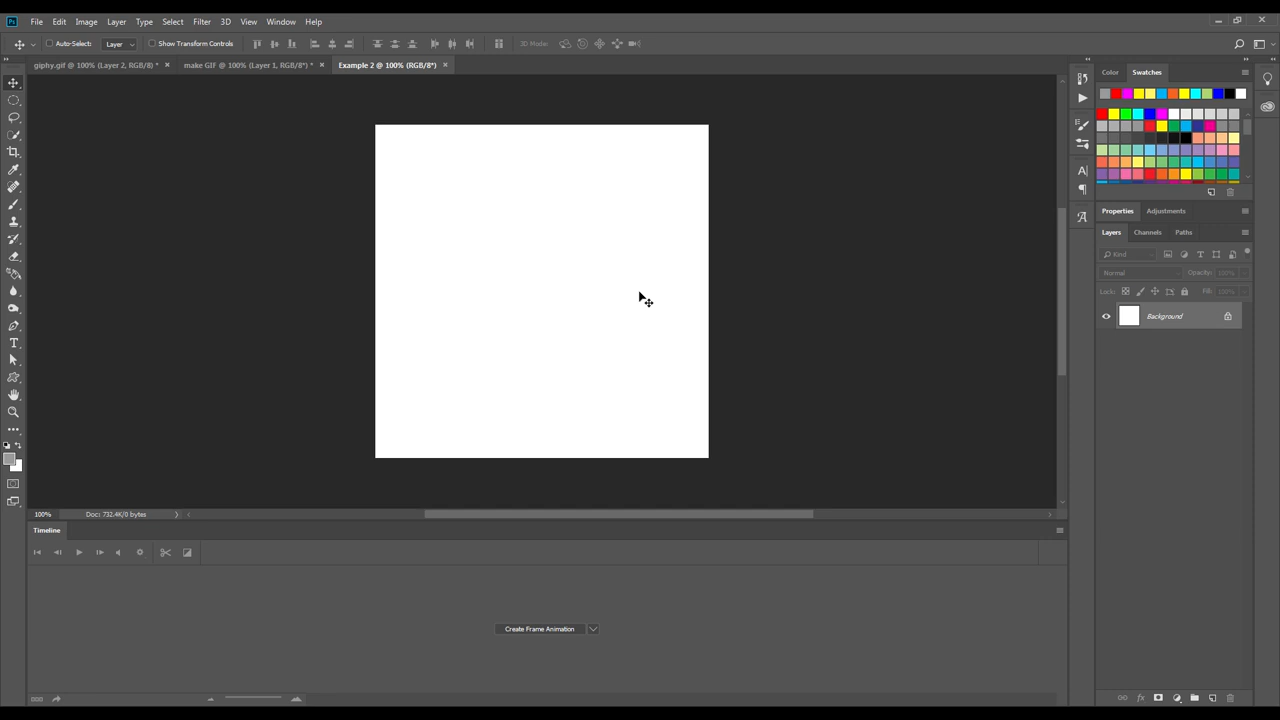 Ps File Edit Image Layer Type Select Filter 3D View Window Help
Auto-Select: Layer Show Transform Controls 3D Mode:
giphy.gif @ 100% (Layer 2, RGB/8) * × make GIF @ 100% (Layer 1, RGB/8*) * × Example 2 @ 100% (RGB/8*) ×
Color Swatches
Properties Adjustments
Layers Channels Paths
Kind
Normal Opacity: 100%
Lock: Fill: 100%
Background
100% Doc: 732.4K/0 bytes
Timeline
Create Frame Animation